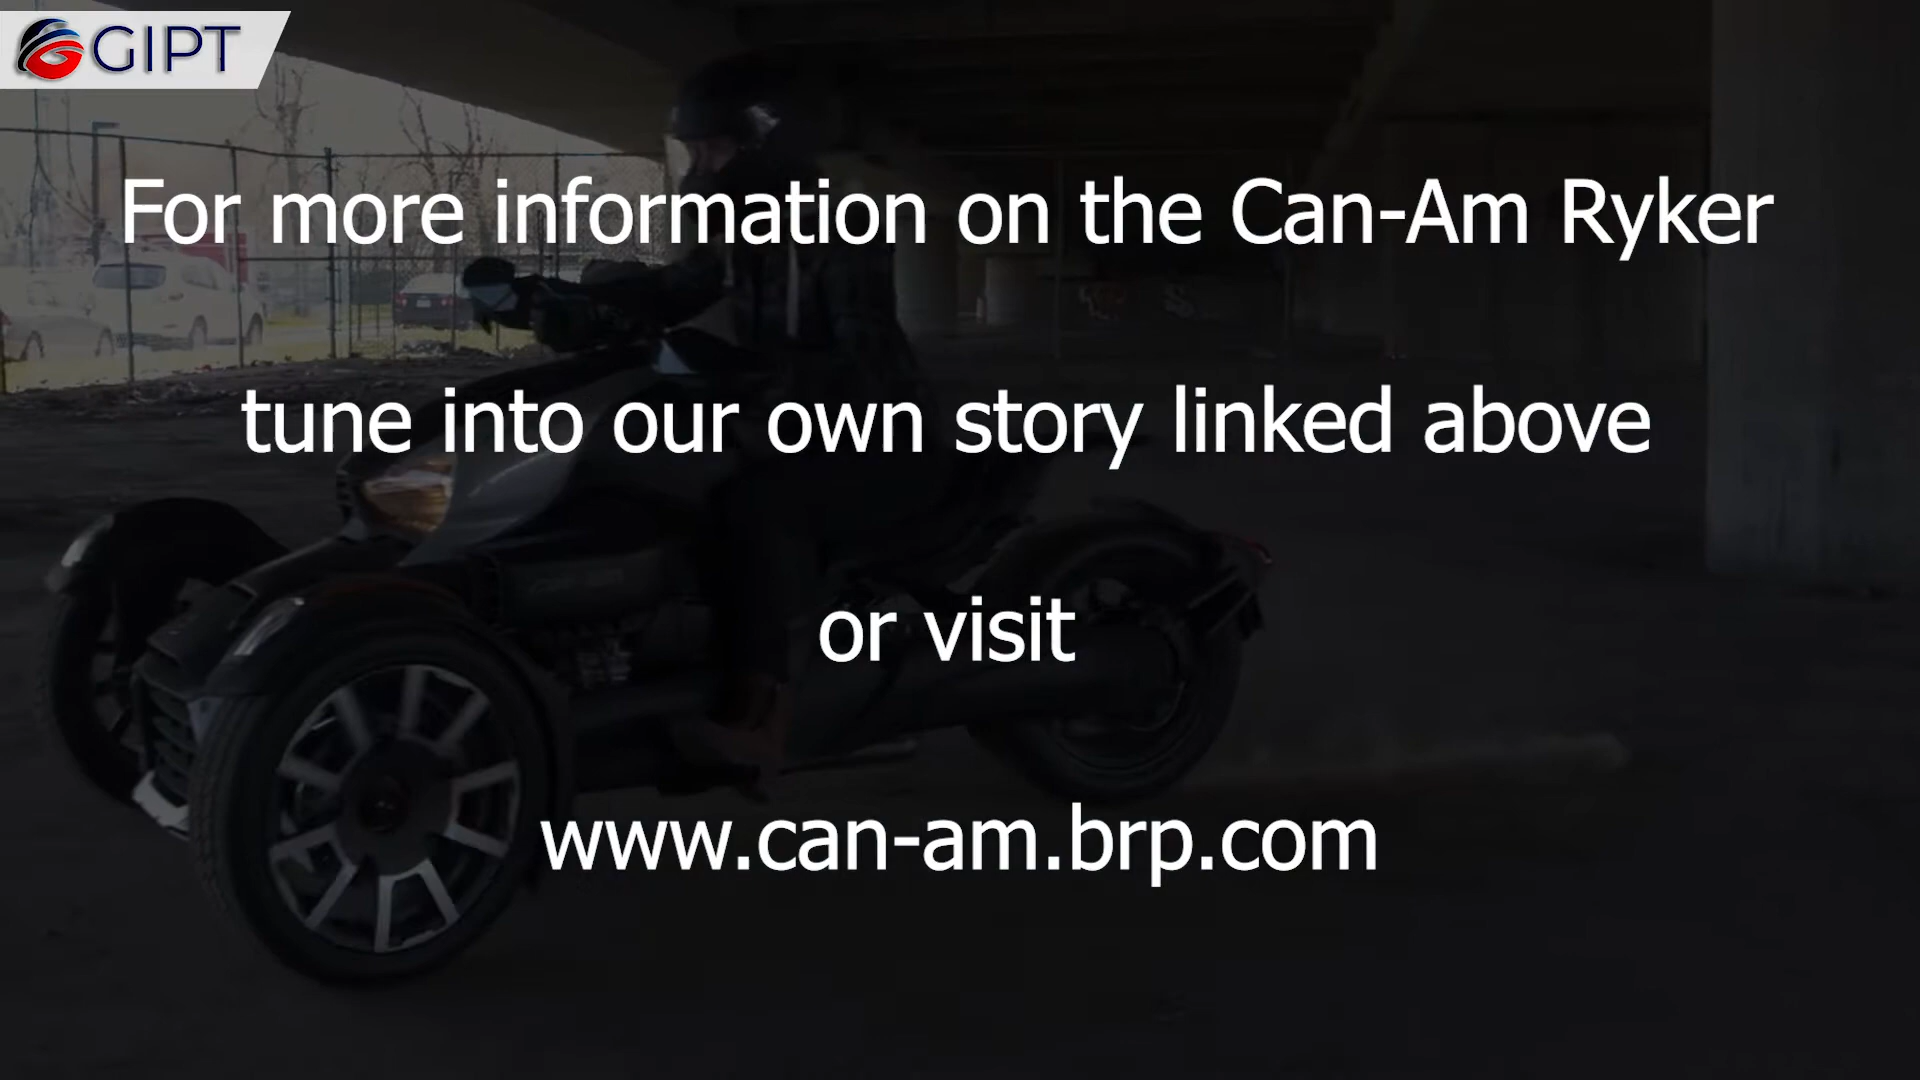 GIPT
For more information on the Can-Am Ryker
tune into our own story linked above
or visit
www.can-am.brp.com